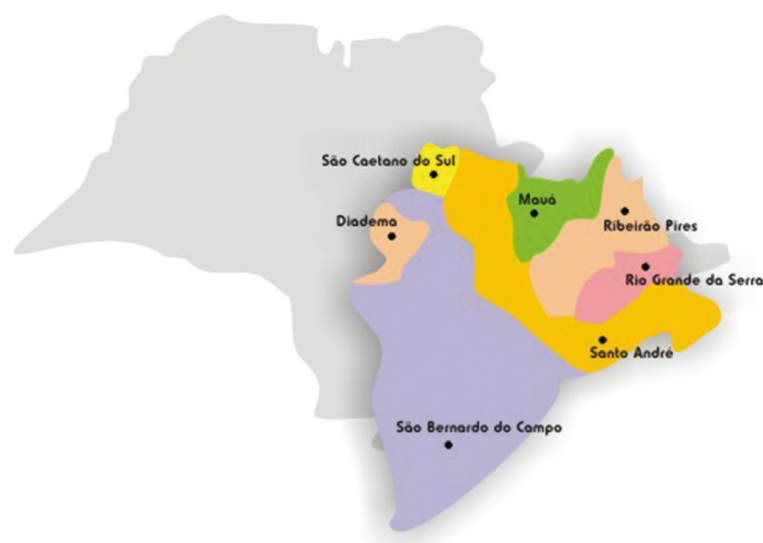 São Caetano do Sul
Mauá
Diadema
Ribeirão Pires
Rio Grande da Serra
Santo André
São Bernardo do Campo